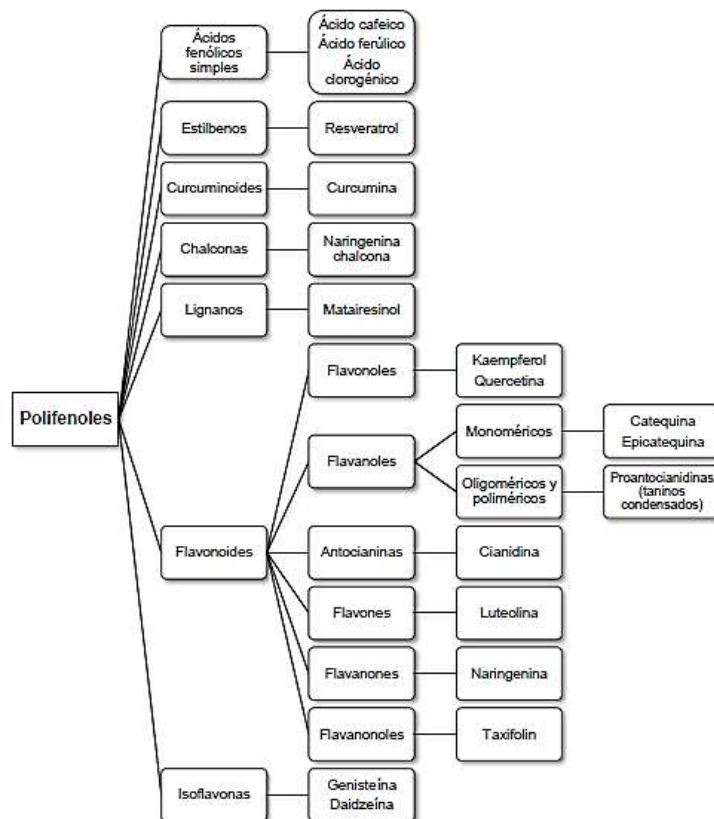 Ácidos
fenólicos
simples
Ácido cafeico
Ácido ferúlico
Ácido
clorogénico
Estilbenos
Resveratrol
Curcuminoides
Curcumina
Chalconas
Naringenina
chalcona
Lignanos
Matairesinol
Polifenoles
Flavonoides
Flavonoles
Kaempferol
Quercetina
Flavanoles
Monoméricos
Catequina
Epicatequina
Oligoméricos y
poliméricos
Proantocianidinas
(taninos
condensados)
Antocianinas
Cianidina
Flavones
Luteolina
Flavanones
Naringenina
Flavanonoles
Taxifolin
Isoflavonas
Genisteína
Daidzeína